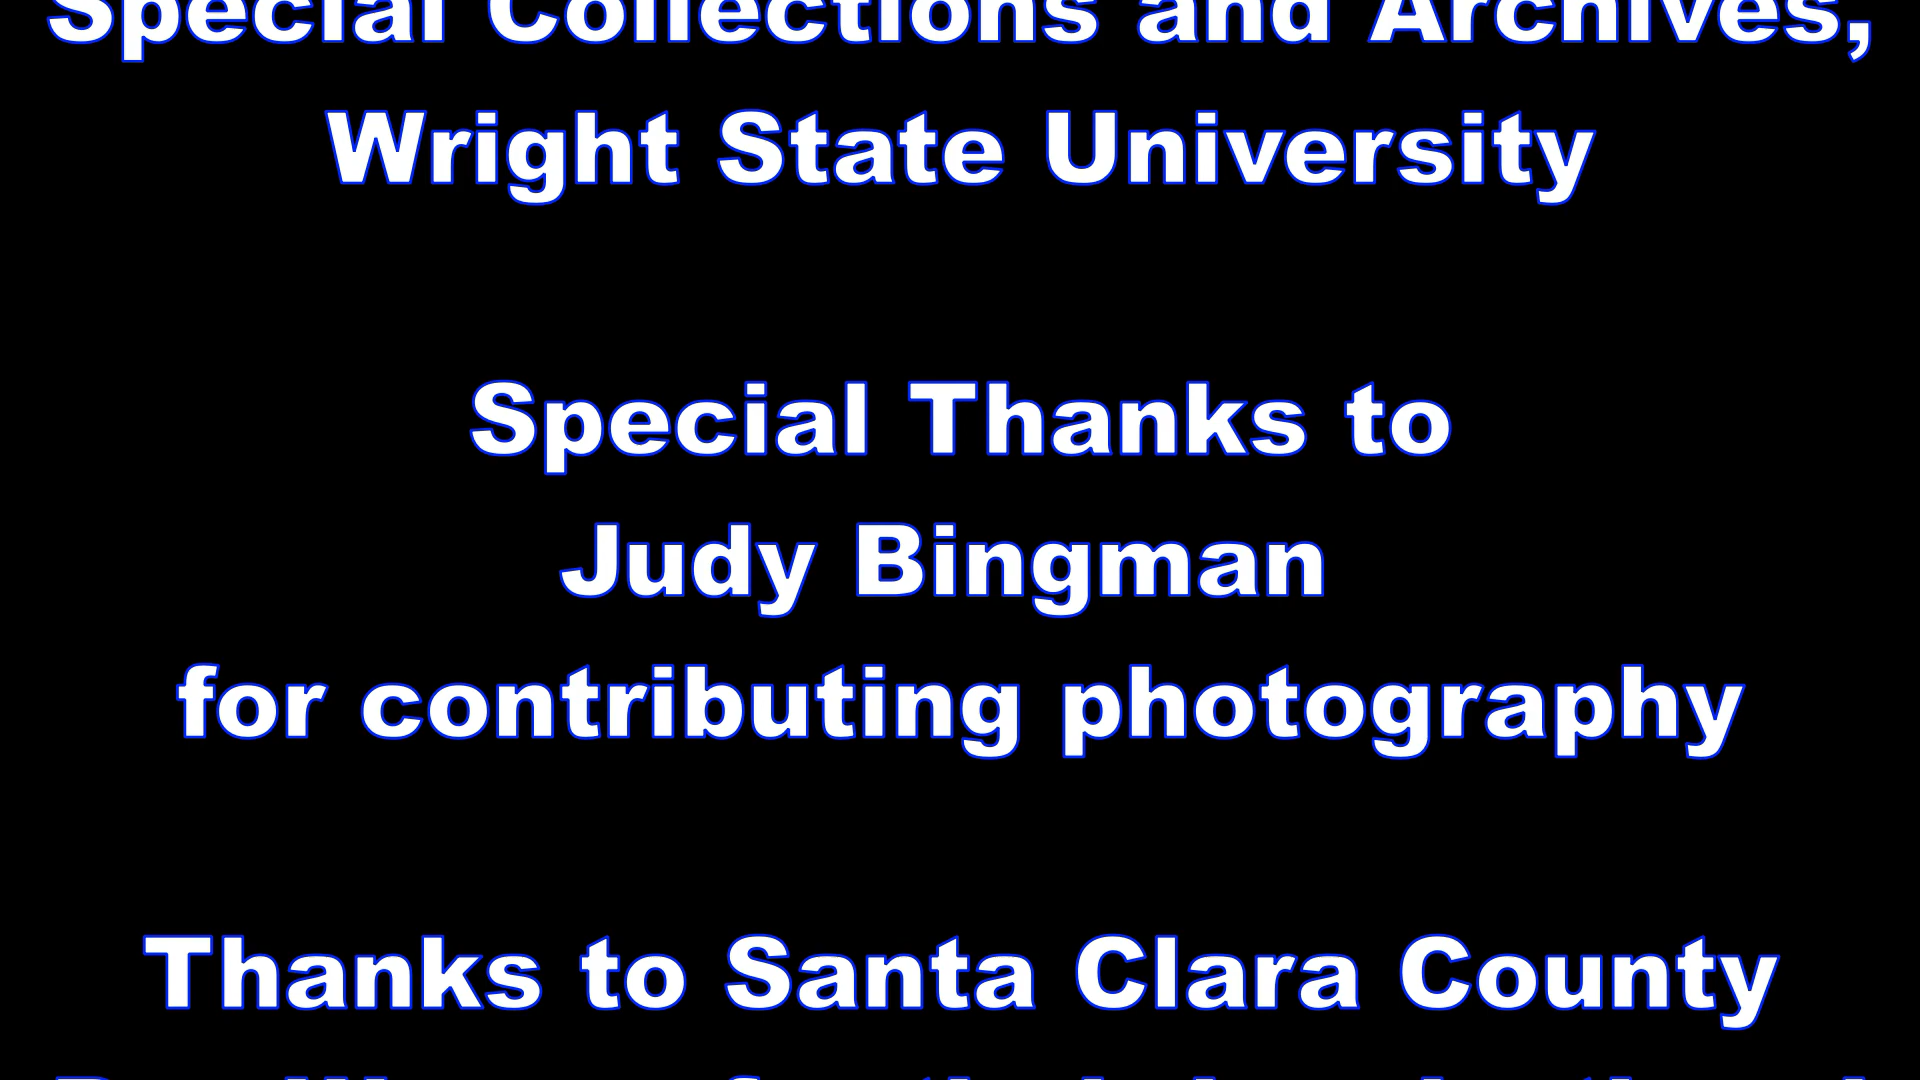 Special Collections and Archives,
Wright State University
Special Thanks to
Judy Bingman
for contributing photography
Thanks to Santa Clara County